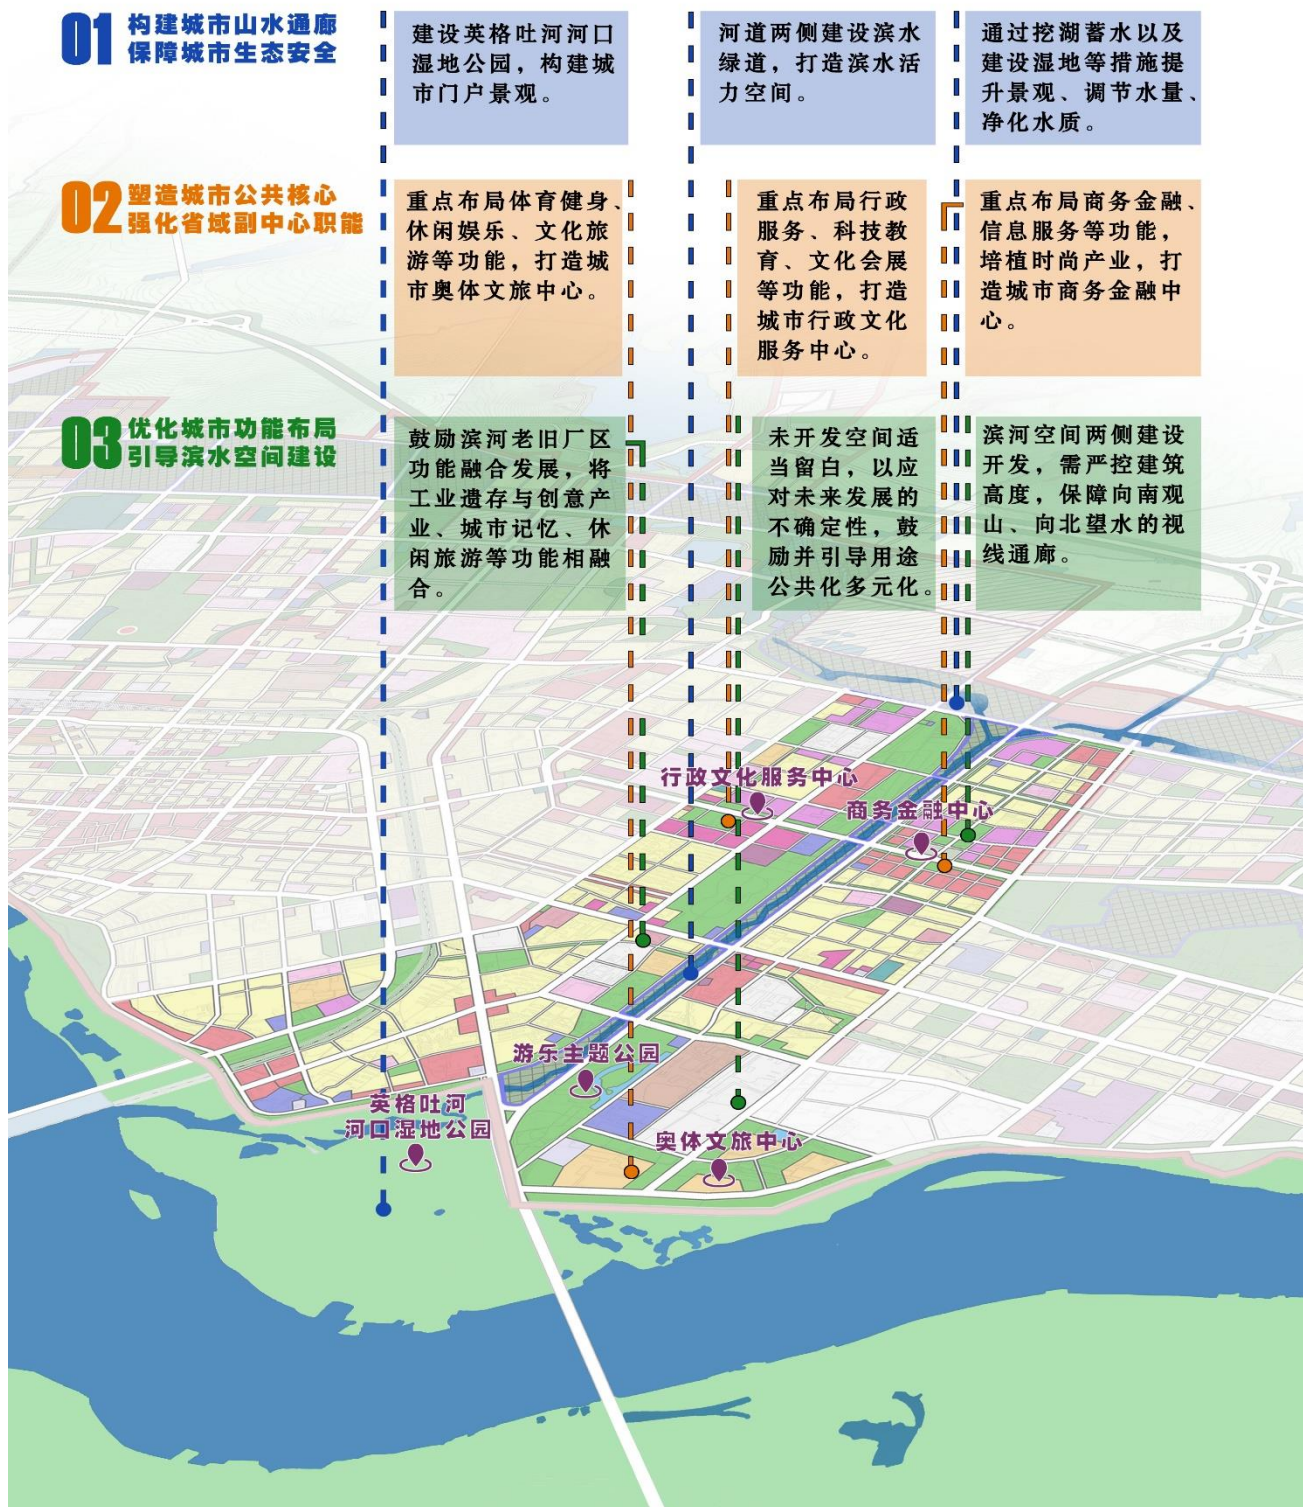 01 构建城市山水通廊
保障城市生态安全
建设英格吐河河口
湿地公园，构建城
市门户景观。
河道两侧建设滨水
绿道，打造滨水活
力空间。
通过挖湖蓄水以及
建设湿地等措施提
升景观、调节水量、
净化水质。
02 塑造城市公共核心
强化省域副中心职能
重点布局体育健身、
休闲娱乐、文化旅
游等功能，打造城
市奥体文旅中心。
重点布局行政
服务、科技教
育、文化会展
等功能，打造
城市行政文化
服务中心。
重点布局商务金融、
信息服务等功能，
培植时尚产业，打
造城市商务金融中
心。
03 优化城市功能布局
引导滨水空间建设
鼓励滨河老旧厂区
功能融合发展，将
工业遗存与创意产
业、城市记忆、休
闲旅游等功能相融
合。
未开发空间适
当留白，以应
对未来发展的
不确定性，鼓
励并引导用途
公共化多元化。
滨河空间两侧建设
开发，需严控建筑
高度，保障向南观
山、向北望水的视
线通廊。
行政文化服务中心
商务金融中心
游乐主题公园
英格吐河
河口湿地公园
奥体文旅中心